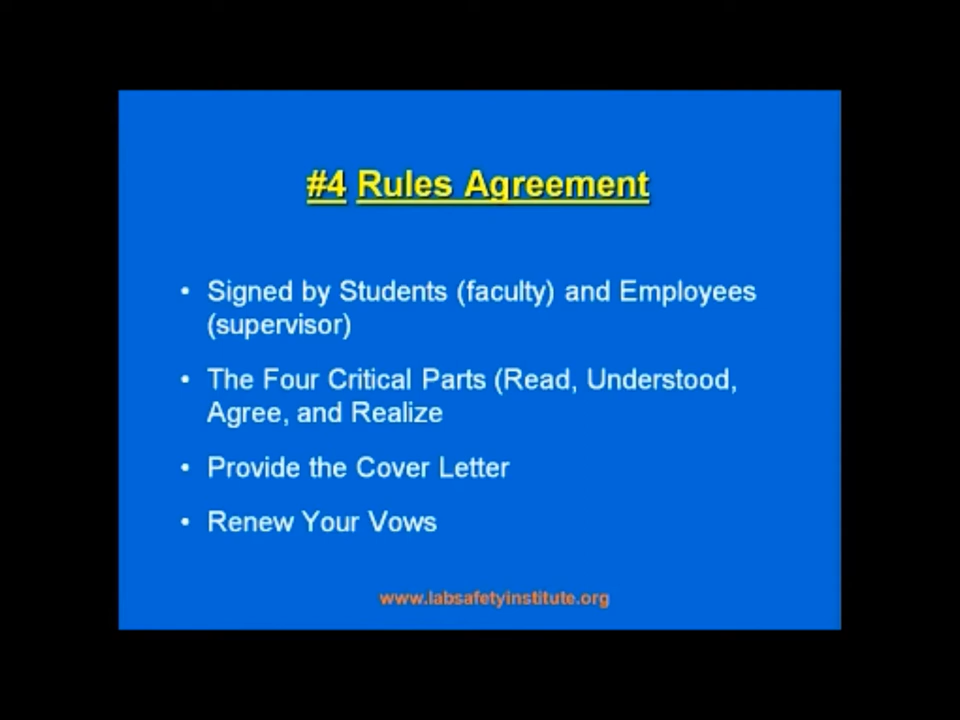 #4 Rules Agreement
• Signed by Students (faculty) and Employees
(supervisor)
• The Four Critical Parts (Read, Understood,
Agree, and Realize
• Provide the Cover Letter
• Renew Your Vows
www.labsafetyinstitute.org